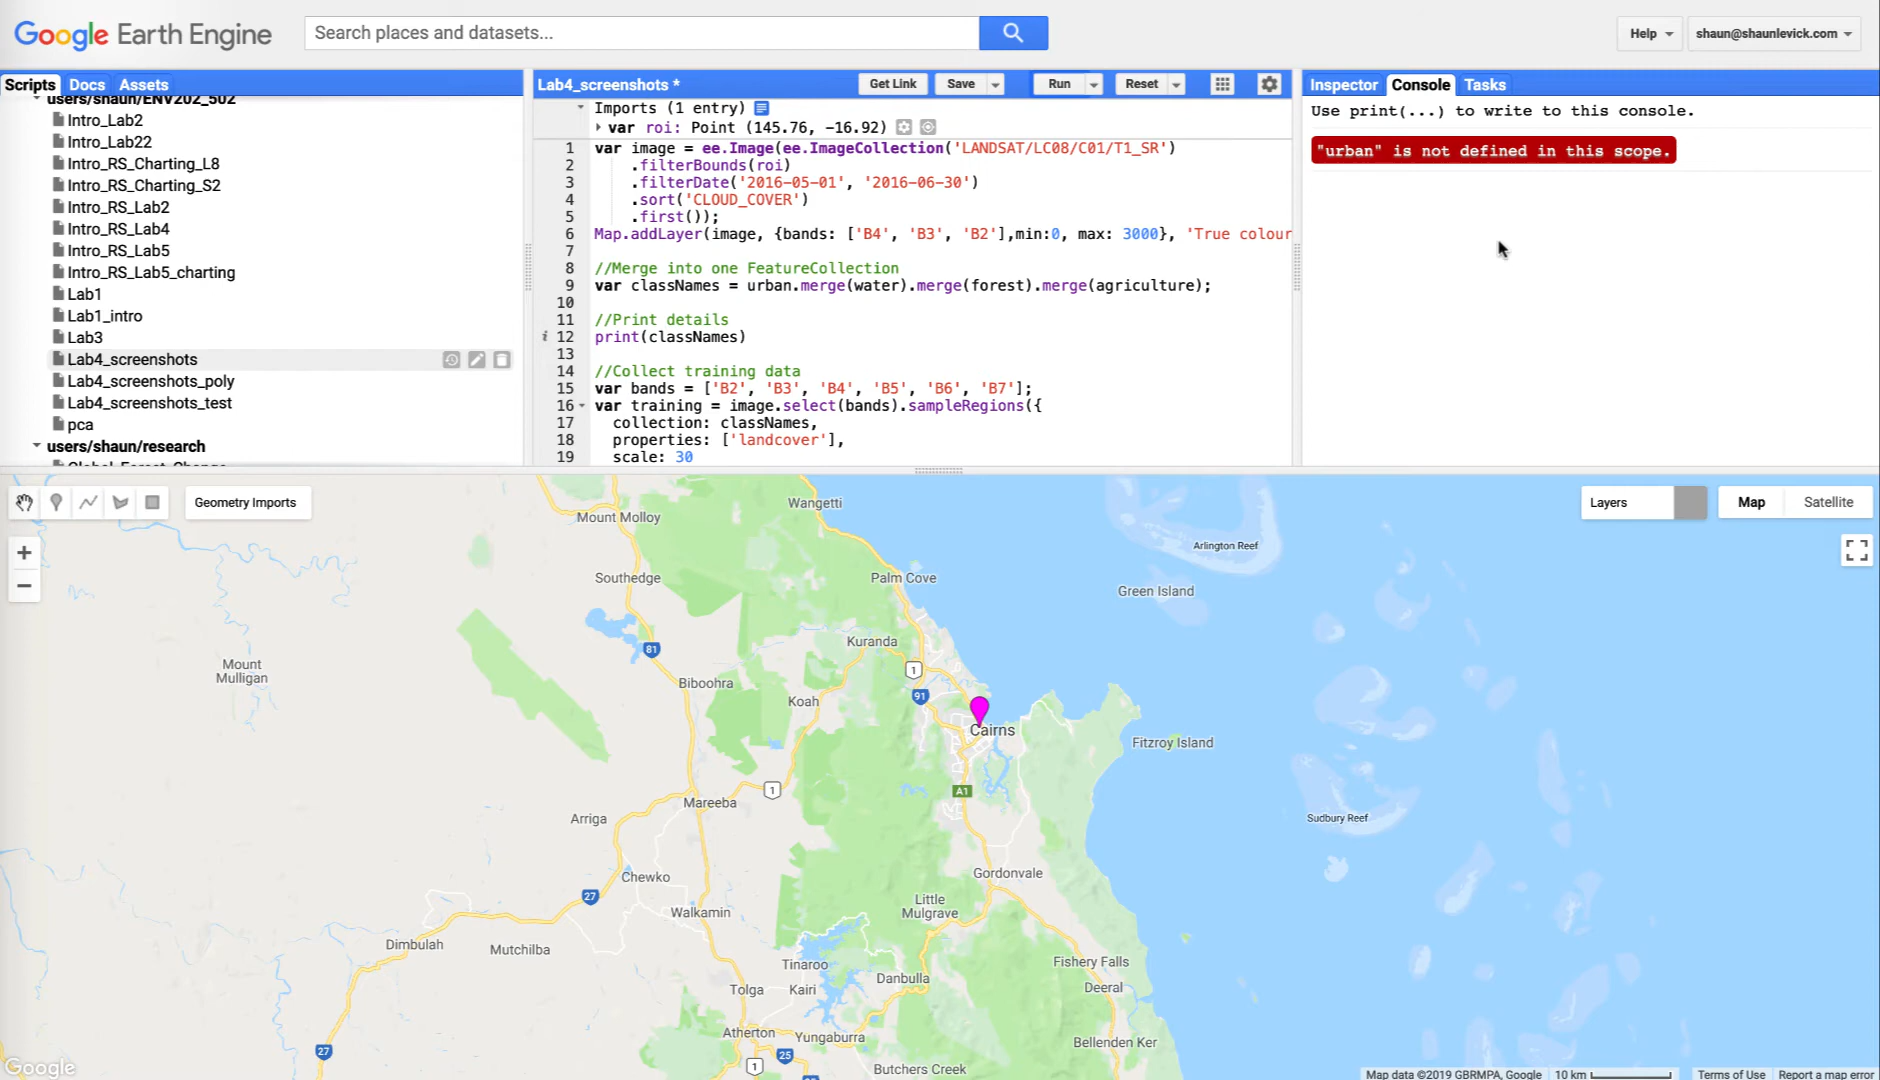 Google Earth Engine
Search places and datasets...
Help
shaun@shaunlevick.com
Scripts Docs Assets
users/shaun/ENV202_502
Intro_Lab2
Intro_Lab22
Intro_RS_Charting_L8
Intro_RS_Charting_S2
Intro_RS_Lab2
Intro_RS_Lab4
Intro_RS_Lab5
Intro_RS_Lab5_charting
Lab1
Lab1_intro
Lab3
Lab4_screenshots
Lab4_screenshots_poly
Lab4_screenshots_test
pca
users/shaun/research
Global_Forest_Change
Lab4_screenshots *
Get Link Save Run Reset
Imports (1 entry)
var roi: Point (145.76, -16.92)
1 var image = ee.Image(ee.ImageCollection('LANDSAT/LC08/C01/T1_SR')
2 .filterBounds(roi)
3 .filterDate('2016-05-01', '2016-06-30')
4 .sort('CLOUD_COVER')
5 .first());
6 Map.addLayer(image, {bands: ['B4', 'B3', 'B2'],min:0, max: 3000}, 'True colour
7
8 //Merge into one FeatureCollection
9 var classNames = urban.merge(water).merge(forest).merge(agriculture);
10
11 //Print details
i 12 print(classNames)
13
14 //Collect training data
15 var bands = ['B2', 'B3', 'B4', 'B5', 'B6', 'B7'];
16 var training = image.select(bands).sampleRegions({
17 collection: classNames,
18 properties: ['landcover'],
19 scale: 30
Inspector Console Tasks
Use print(...) to write to this console.
"urban" is not defined in this scope.
Geometry Imports
Layers
Map Satellite
+
−
Wangetti
Mount Molloy
Arlington Reef
Southedge
Palm Cove
Green Island
Kuranda
81
Mount
Mulligan
1
Biboohra
91
Koah
Cairns
Fitzroy Island
1
A1
Mareeba
Arriga
Sudbury Reef
Gordonvale
Chewko
27
Little
Mulgrave
Walkamin
Dimbulah
Mutchilba
Fishery Falls
Tinaroo
Danbulla
Tolga
Kairi
Deeral
Atherton
Yungaburra
Bellenden Ker
27
25
1
Butchers Creek
Google
Map data ©2019 GBRMPA, Google
10 km
Terms of Use
Report a map error